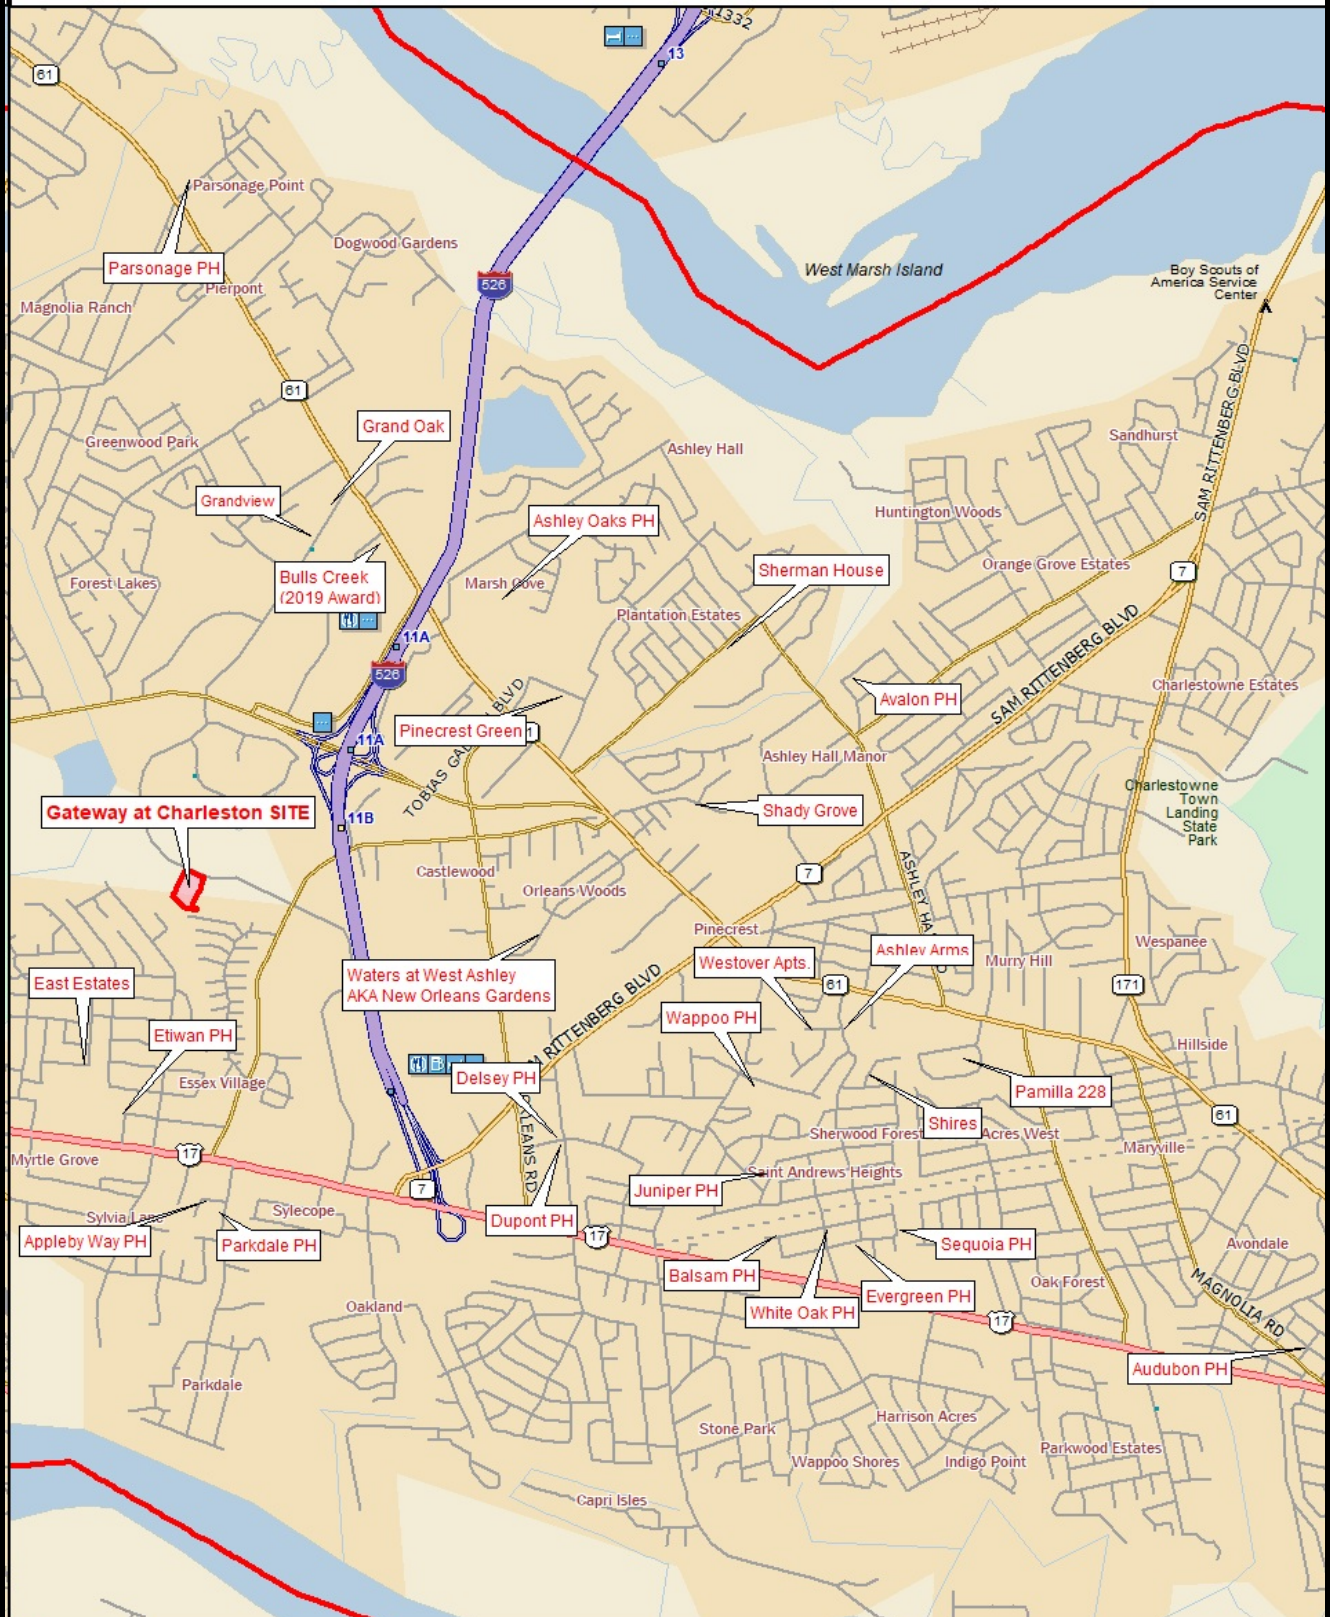 1332
13
61
Parsonage Point
Dogwood Gardens
Parsonage PH
Pierpont
Magnolia Ranch
526
West Marsh Island
Boy Scouts of
America Service
Center
SAM RITTENBERG BLVD
61
Grand Oak
Greenwood Park
Ashley Hall
Sandhurst
Grandview
Ashley Oaks PH
Huntington Woods
Bulls Creek
(2019 Award)
Forest Lakes
Marsh Cove
Sherman House
Orange Grove Estates
7
Plantation Estates
11A
526
SAM RITTENBERG BLVD
Avalon PH
Charlestowne Estates
Pinecrest Green
1
BLVD
11A
TOBIAS GA
Ashley Hall Manor
Charlestowne
Town
Landing
State
Park
Gateway at Charleston SITE
11B
Shady Grove
Castlewood
Orleans Woods
7
ASHLEY HA
D
Pinecrest
Wespanee
East Estates
Waters at West Ashley
AKA New Orleans Gardens
Westover Apts.
Ashley Arms
Murry Hill
61
171
M RITTENBERG BLVD
Wappoo PH
Etiwan PH
Hillside
Essex Village
Delsey PH
Pamilla 228
61
Shires
Sherwood Forest
Acres West
Maryville
Myrtle Grove
17
LEANS RD
Saint Andrews Heights
Juniper PH
7
Sylvia Lane
Sylecope
Dupont PH
Appleby Way PH
Parkdale PH
17
Sequoia PH
Avondale
Balsam PH
Evergreen PH
Oak Forest
White Oak PH
Oakland
17
MAGNOLIA RD
Audubon PH
Parkdale
Stone Park
Harrison Acres
Parkwood Estates
Wappoo Shores
Indigo Point
Capri Isles